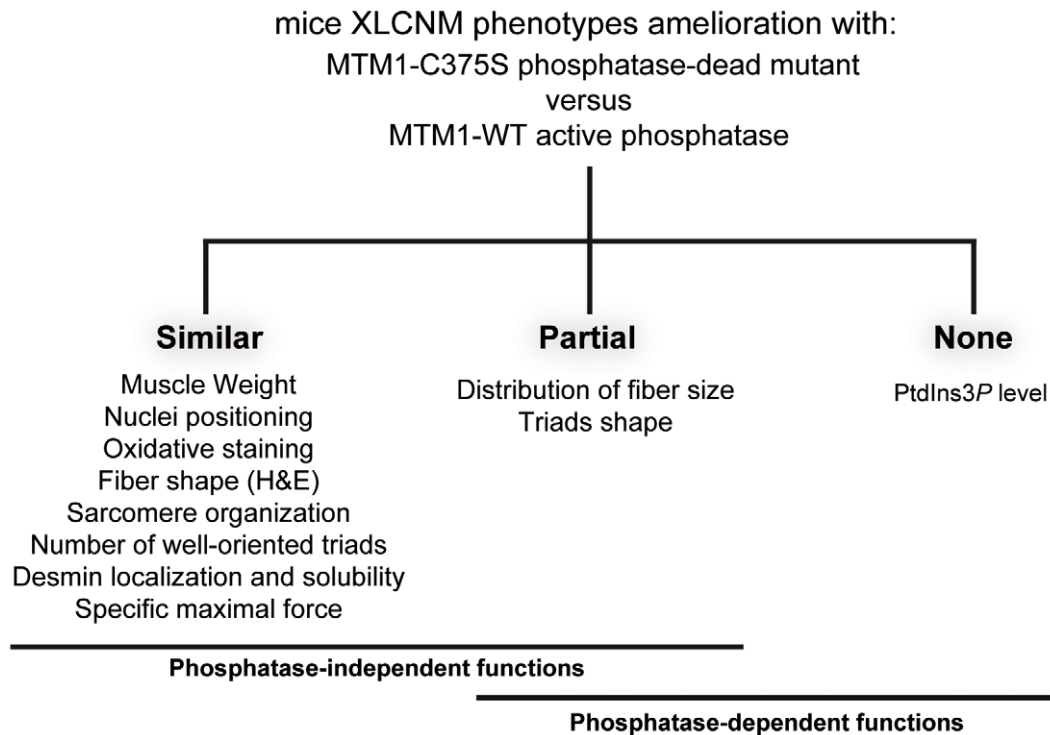 mice XLCNM phenotypes amelioration with:
MTM1-C375S phosphatase-dead mutant
versus
MTM1-WT active phosphatase
Similar
Muscle Weight
Nuclei positioning
Oxidative staining
Fiber shape (H&E)
Sarcomere organization
Number of well-oriented triads
Desmin localization and solubility
Specific maximal force
Partial
Distribution of fiber size
Triads shape
None
PtdIns3P level
Phosphatase-independent functions
Phosphatase-dependent functions